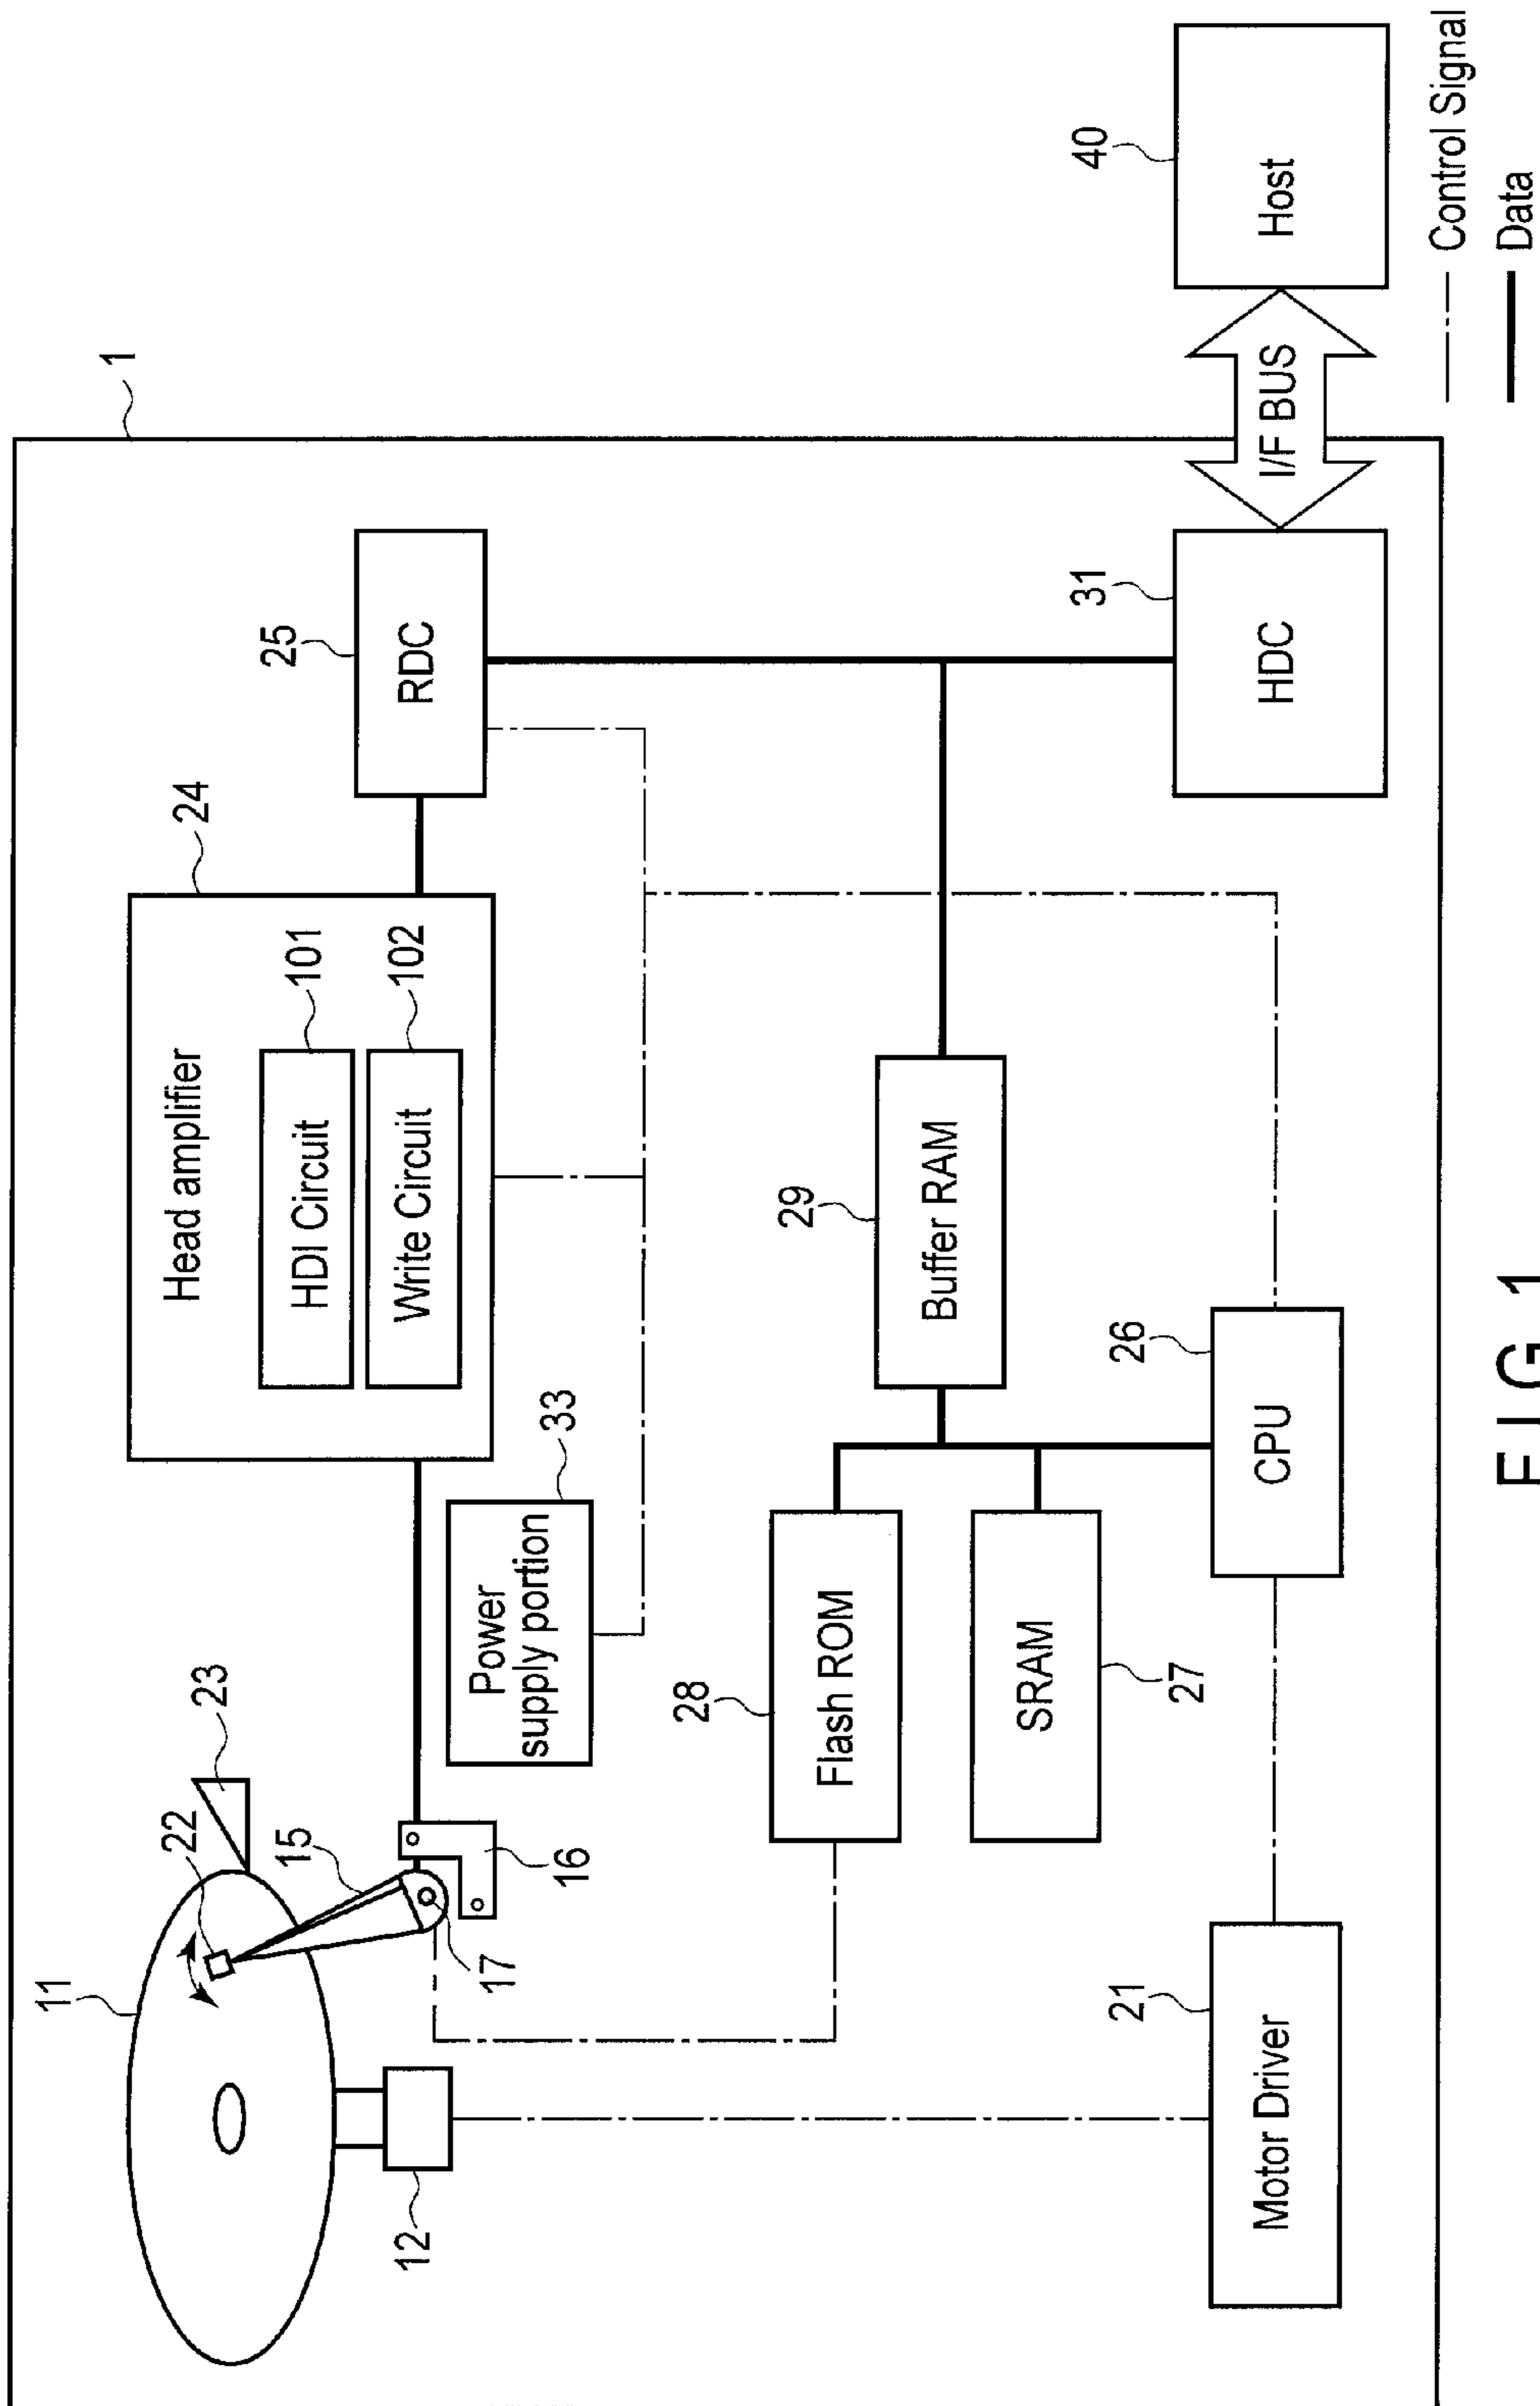 1
11
22
23
15
16
17
12
Head amplifier
24
HDI Circuit
101
Write Circuit
102
RDC
25
Power
supply portion
33
Flash ROM
28
SRAM
27
Buffer RAM
29
CPU
26
Motor Driver
21
HDC
31
I/F BUS
Host
40
Control Signal
Data
FIG. 1